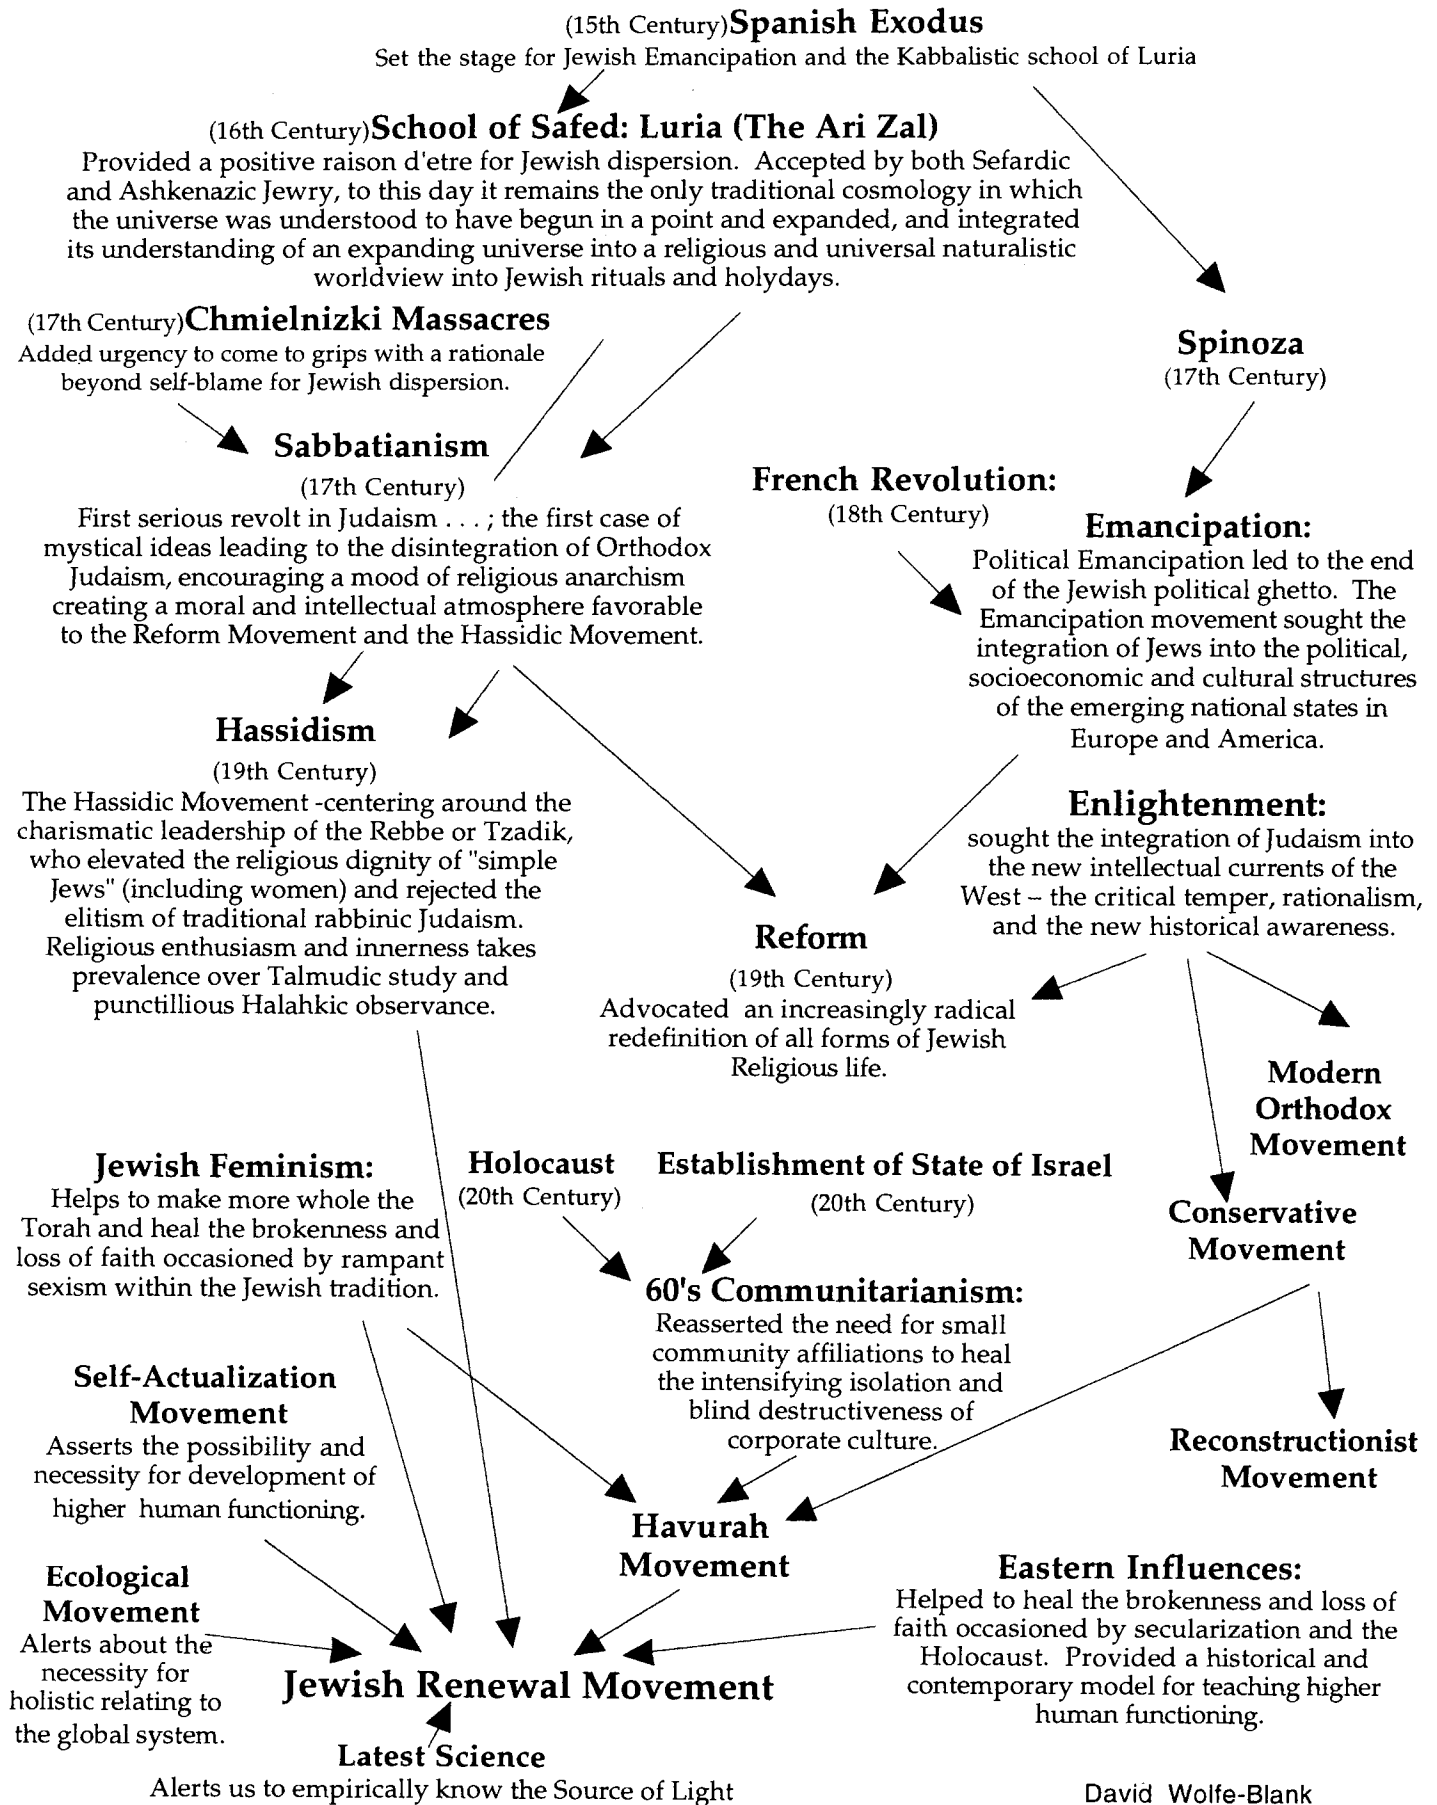 (15th Century)Spanish Exodus
Set the stage for Jewish Emancipation and the Kabbalistic school of Luria
(16th Century)School of Safed: Luria (The Ari Zal)
Provided a positive raison d'etre for Jewish dispersion. Accepted by both Sefardic
and Ashkenazic Jewry, to this day it remains the only traditional cosmology in which
the universe was understood to have begun in a point and expanded, and integrated
its understanding of an expanding universe into a religious and universal naturalistic
worldview into Jewish rituals and holydays.
(17th Century)Chmielnizki Massacres
Added urgency to come to grips with a rationale
beyond self-blame for Jewish dispersion.
Spinoza
(17th Century)
Sabbatianism
(17th Century)
First serious revolt in Judaism . . . ; the first case of
mystical ideas leading to the disintegration of Orthodox
Judaism, encouraging a mood of religious anarchism
creating a moral and intellectual atmosphere favorable
to the Reform Movement and the Hassidic Movement.
French Revolution:
(18th Century)
Emancipation:
Political Emancipation led to the end
of the Jewish political ghetto. The
Emancipation movement sought the
integration of Jews into the political,
socioeconomic and cultural structures
of the emerging national states in
Europe and America.
Hassidism
(19th Century)
The Hassidic Movement -centering around the
charismatic leadership of the Rebbe or Tzadik,
who elevated the religious dignity of "simple
Jews" (including women) and rejected the
elitism of traditional rabbinic Judaism.
Religious enthusiasm and innerness takes
prevalence over Talmudic study and
punctillious Halahkic observance.
Enlightenment:
sought the integration of Judaism into
the new intellectual currents of the
West – the critical temper, rationalism,
and the new historical awareness.
Reform
(19th Century)
Advocated an increasingly radical
redefinition of all forms of Jewish
Religious life.
Modern
Orthodox
Movement
Jewish Feminism:
Helps to make more whole the
Torah and heal the brokenness and
loss of faith occasioned by rampant
sexism within the Jewish tradition.
Holocaust
(20th Century)
Establishment of State of Israel
(20th Century)
Conservative
Movement
60's Communitarianism:
Reasserted the need for small
community affiliations to heal
the intensifying isolation and
blind destructiveness of
corporate culture.
Self-Actualization
Movement
Asserts the possibility and
necessity for development of
higher human functioning.
Reconstructionist
Movement
Havurah
Movement
Ecological
Movement
Alerts about the
necessity for
holistic relating to
the global system.
Eastern Influences:
Helped to heal the brokenness and loss of
faith occasioned by secularization and the
Holocaust. Provided a historical and
contemporary model for teaching higher
human functioning.
Jewish Renewal Movement
Latest Science
Alerts us to empirically know the Source of Light
David Wolfe-Blank